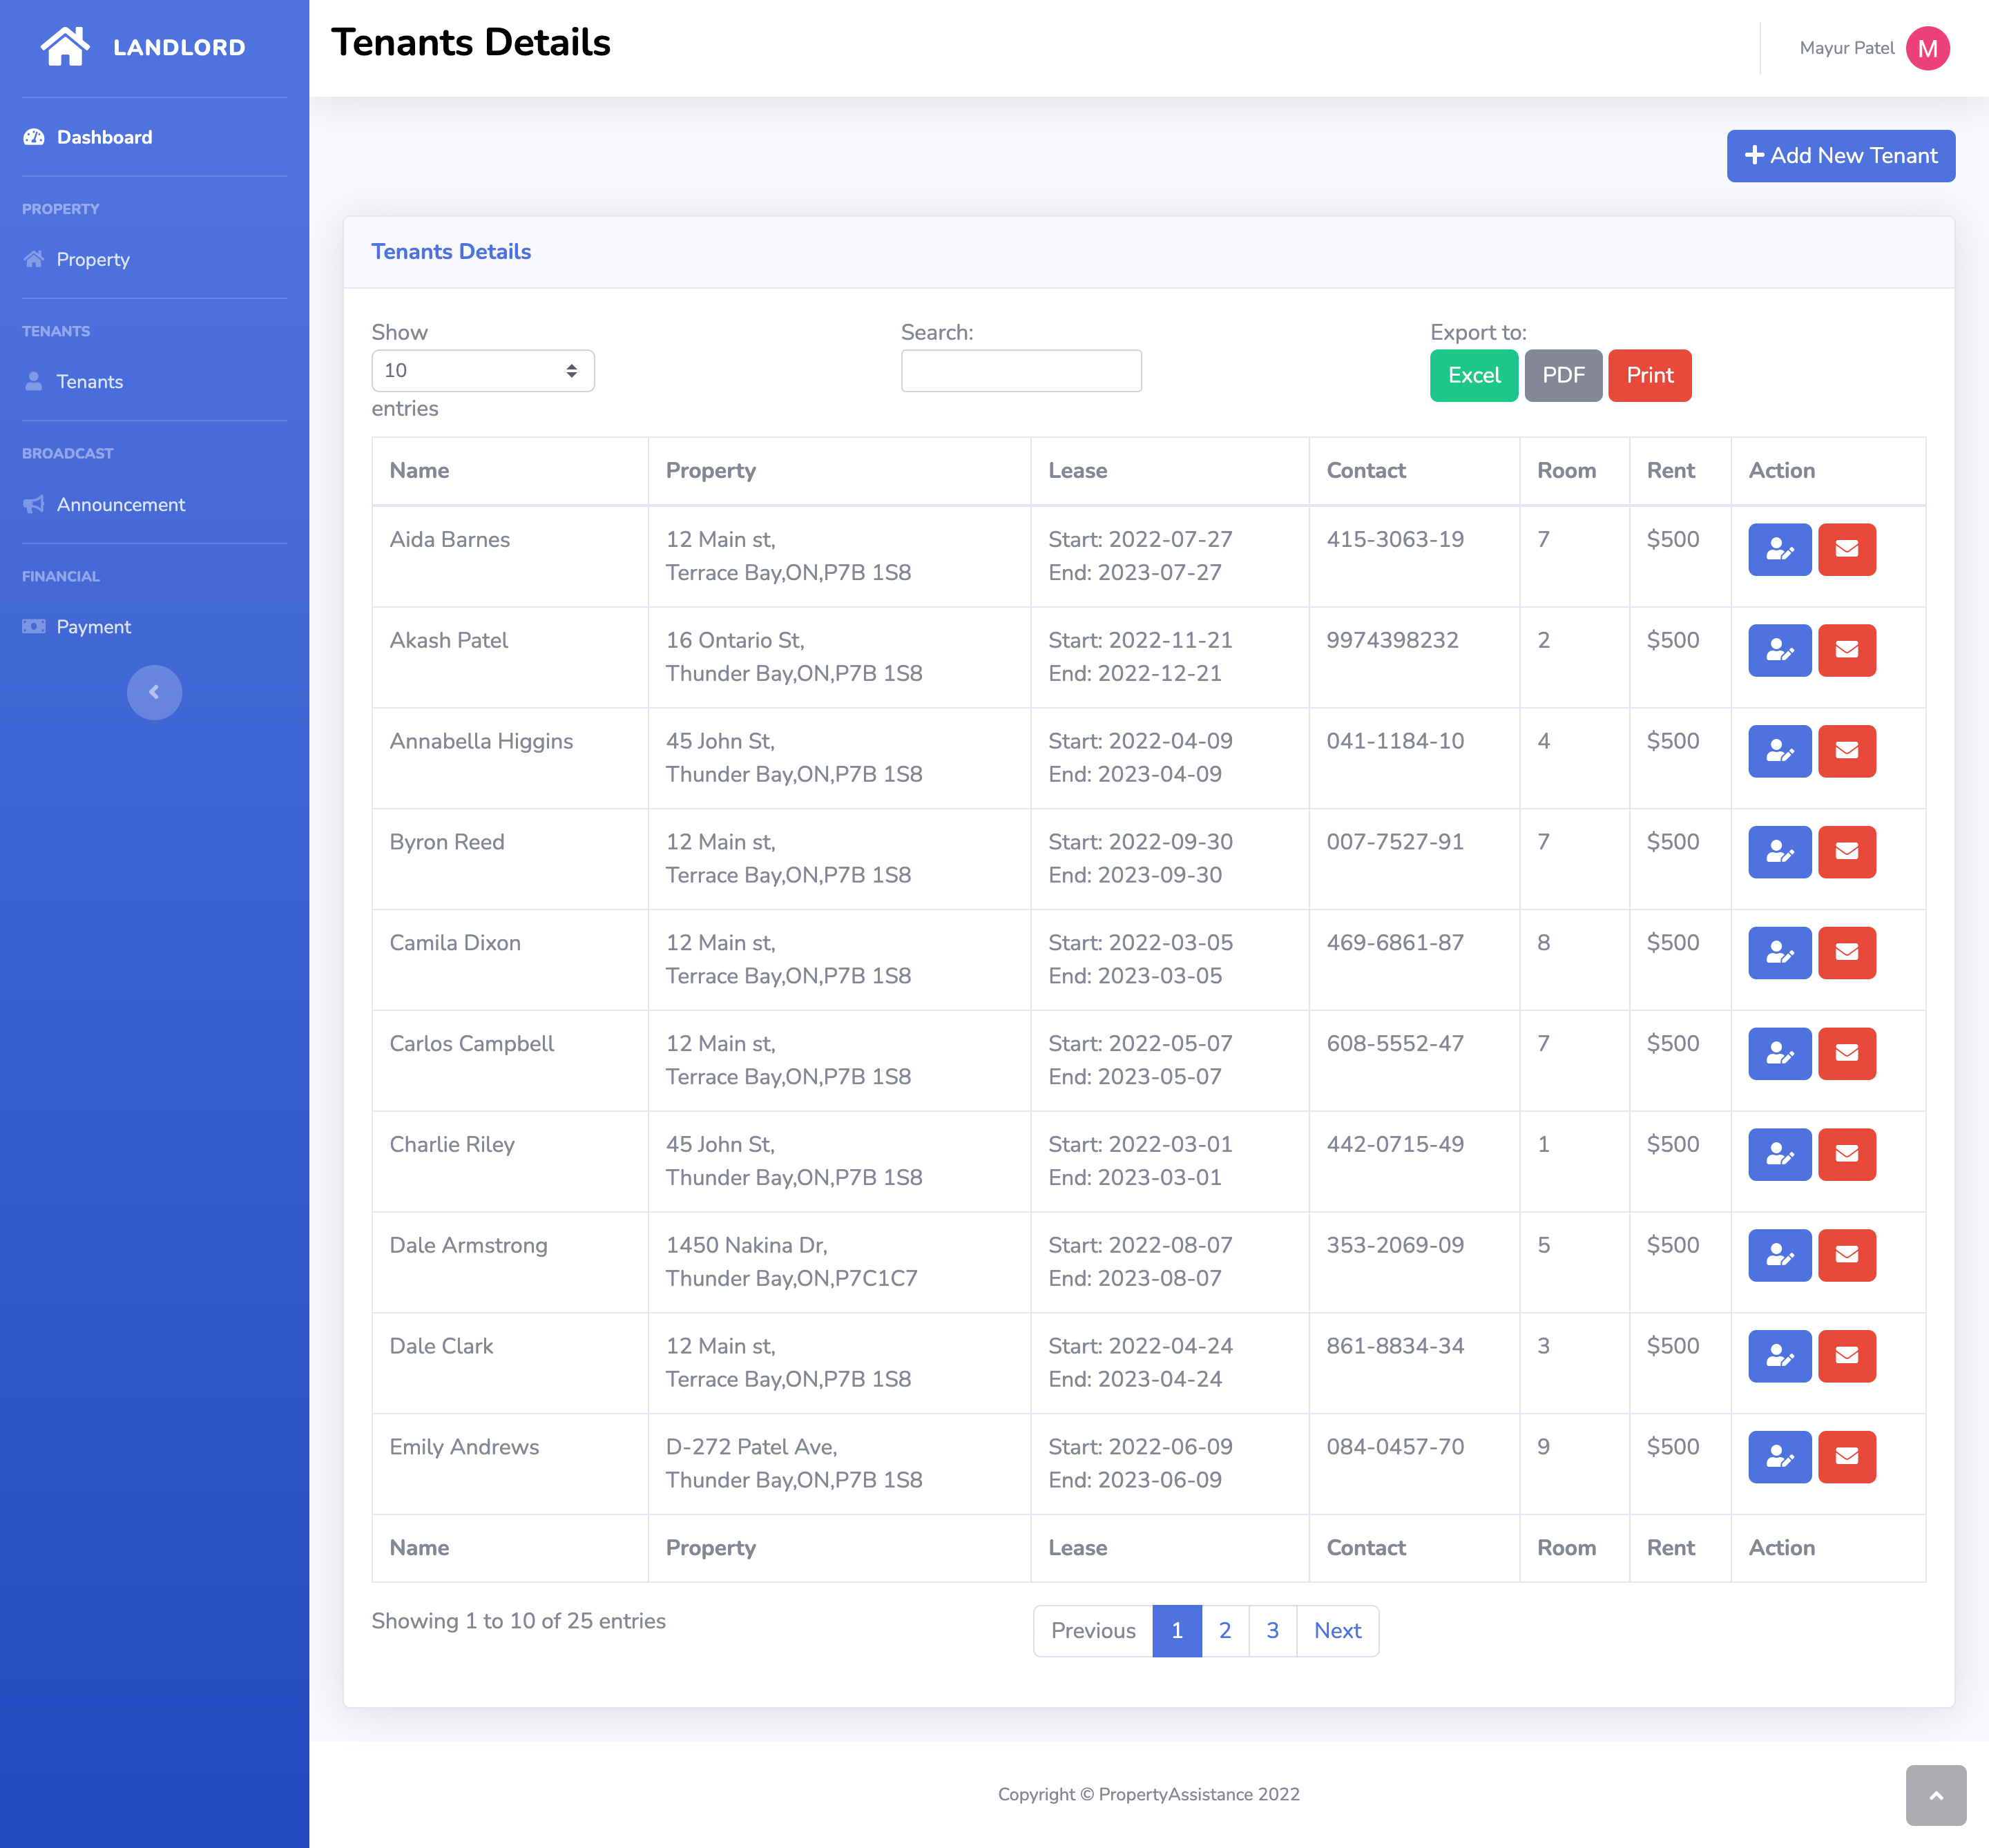 LANDLORD
Dashboard
PROPERTY
Property
TENANTS
Tenants
BROADCAST
Announcement
FINANCIAL
Payment
Tenants Details
Mayur Patel M
Add New Tenant
Tenants Details
Show
10
entries
Search:
Export to:
Excel PDF Print
Name Property Lease Contact Room Rent Action
Aida Barnes 12 Main st, Start: 2022-07-27 415-3063-19 7 $500
Terrace Bay,ON,P7B 1S8 End: 2023-07-27
Akash Patel 16 Ontario St, Start: 2022-11-21 9974398232 2 $500
Thunder Bay,ON,P7B 1S8 End: 2022-12-21
Annabella Higgins 45 John St, Start: 2022-04-09 041-1184-10 4 $500
Thunder Bay,ON,P7B 1S8 End: 2023-04-09
Byron Reed 12 Main st, Start: 2022-09-30 007-7527-91 7 $500
Terrace Bay,ON,P7B 1S8 End: 2023-09-30
Camila Dixon 12 Main st, Start: 2022-03-05 469-6861-87 8 $500
Terrace Bay,ON,P7B 1S8 End: 2023-03-05
Carlos Campbell 12 Main st, Start: 2022-05-07 608-5552-47 7 $500
Terrace Bay,ON,P7B 1S8 End: 2023-05-07
Charlie Riley 45 John St, Start: 2022-03-01 442-0715-49 1 $500
Thunder Bay,ON,P7B 1S8 End: 2023-03-01
Dale Armstrong 1450 Nakina Dr, Start: 2022-08-07 353-2069-09 5 $500
Thunder Bay,ON,P7C1C7 End: 2023-08-07
Dale Clark 12 Main st, Start: 2022-04-24 861-8834-34 3 $500
Terrace Bay,ON,P7B 1S8 End: 2023-04-24
Emily Andrews D-272 Patel Ave, Start: 2022-06-09 084-0457-70 9 $500
Thunder Bay,ON,P7B 1S8 End: 2023-06-09
Name Property Lease Contact Room Rent Action
Showing 1 to 10 of 25 entries
Previous 1 2 3 Next
Copyright © PropertyAssistance 2022